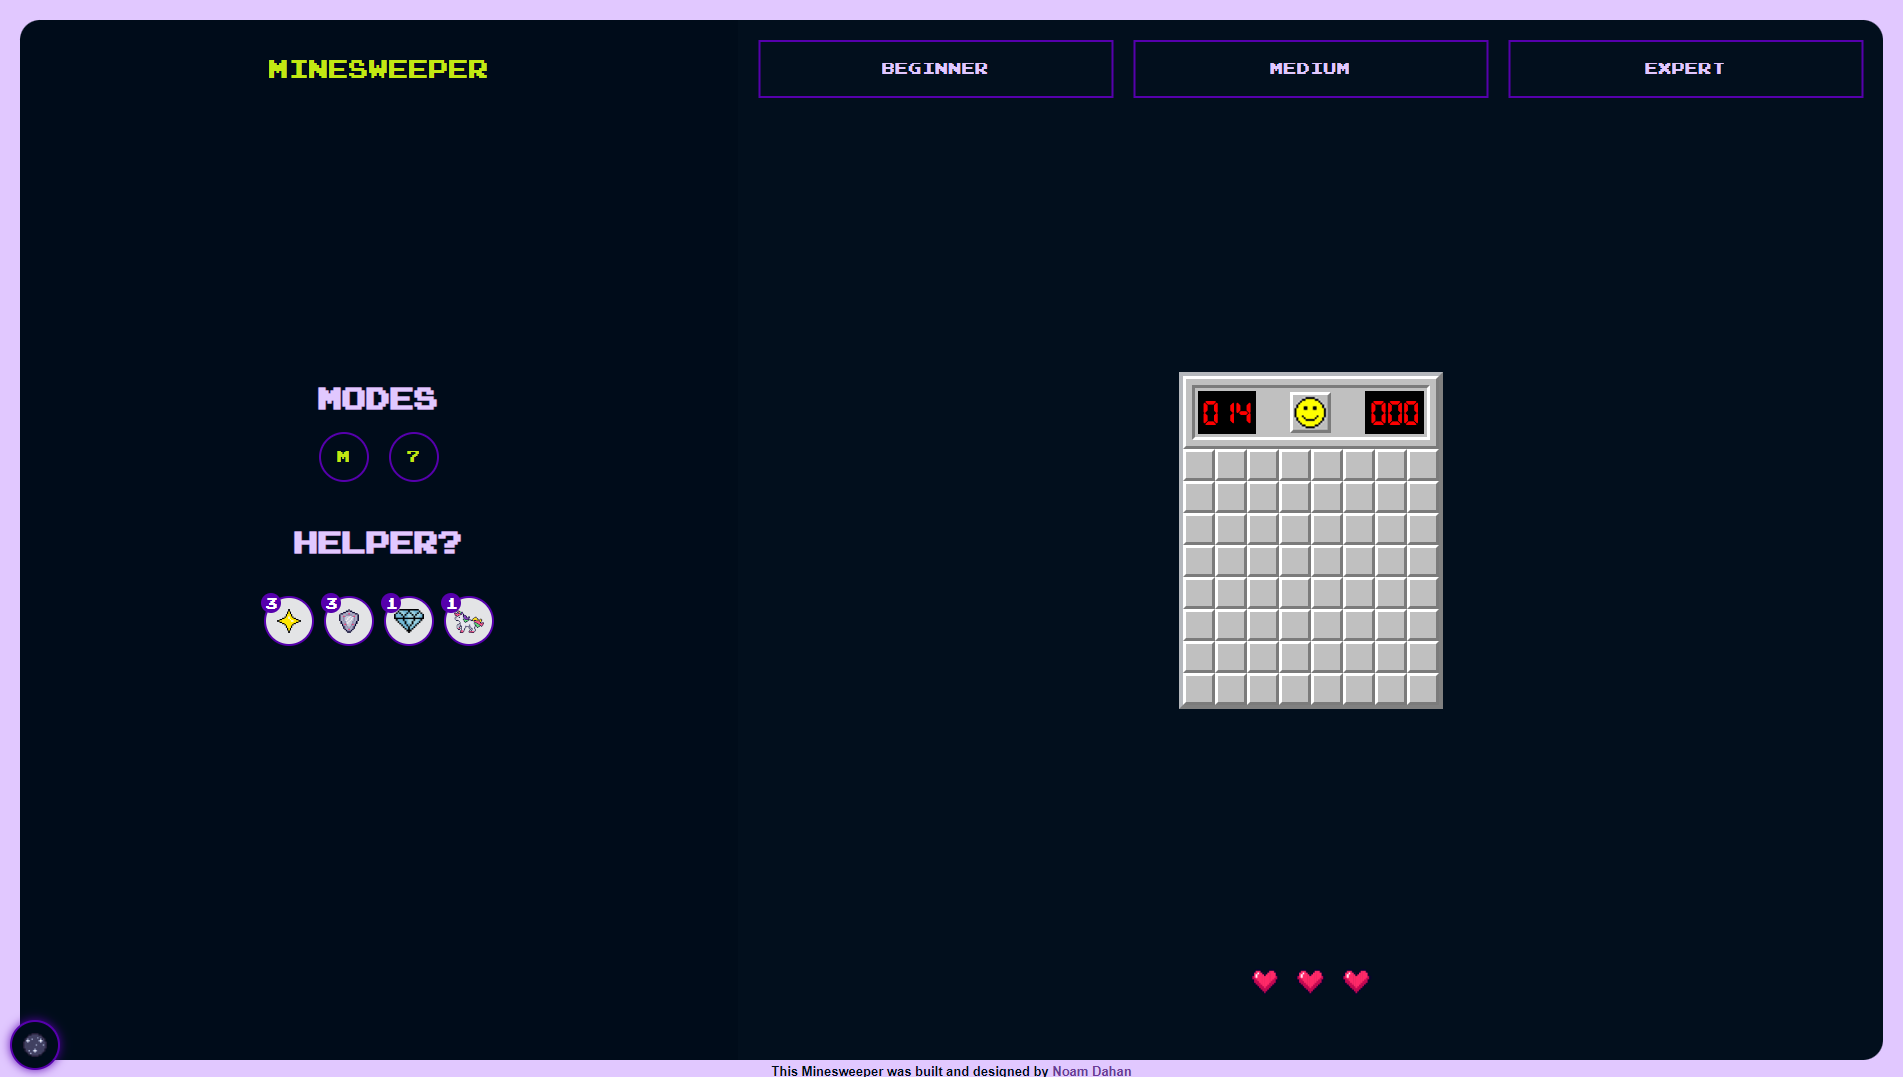 MINESWEEPER
BEGINNER
MEDIUM
EXPERT
MODES
M
7
HELPER?
3
3
1
1
014
000
This Minesweeper was built and designed by Noam Dahan